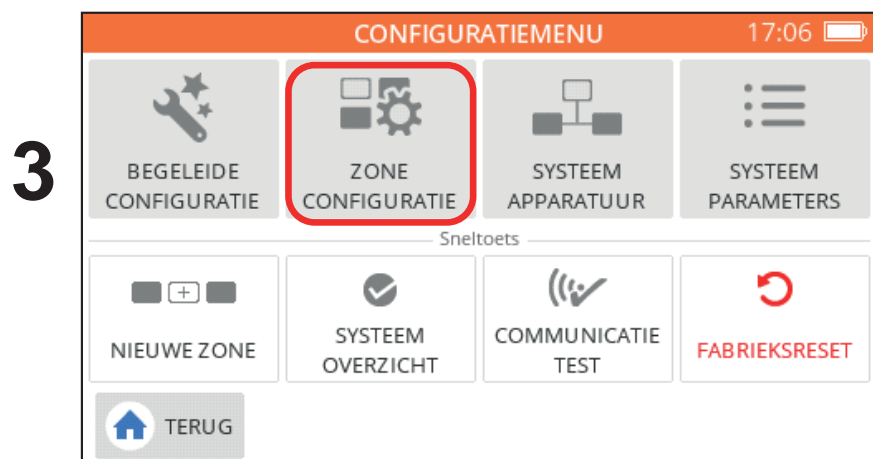 CONFIGURATIEMENU 17:06
3
BEGELEIDE
CONFIGURATIE
ZONE
CONFIGURATIE
SYSTEEM
APPARATUUR
SYSTEEM
PARAMETERS
Sneltoets
NIEUWE ZONE
SYSTEEM
OVERZICHT
COMMUNICATIE
TEST
FABRIEKSRESET
TERUG